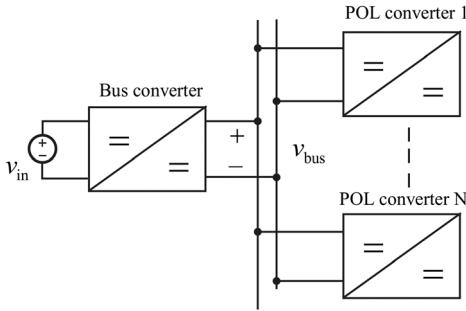 POL converter 1
Bus converter
+
−
v_in
+
−
v_bus
POL converter N